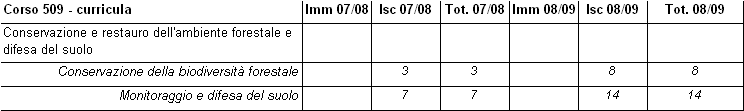 Corso 509 - curricula Imm 07/08 Isc 07/08 Tot. 07/08 Imm 08/09 Isc 08/09 Tot. 08/09
Conservazione e restauro dell'ambiente forestale e
difesa del suolo
Conservazione della biodiversità forestale 3 3 8 8
Monitoraggio e difesa del suolo 7 7 14 14